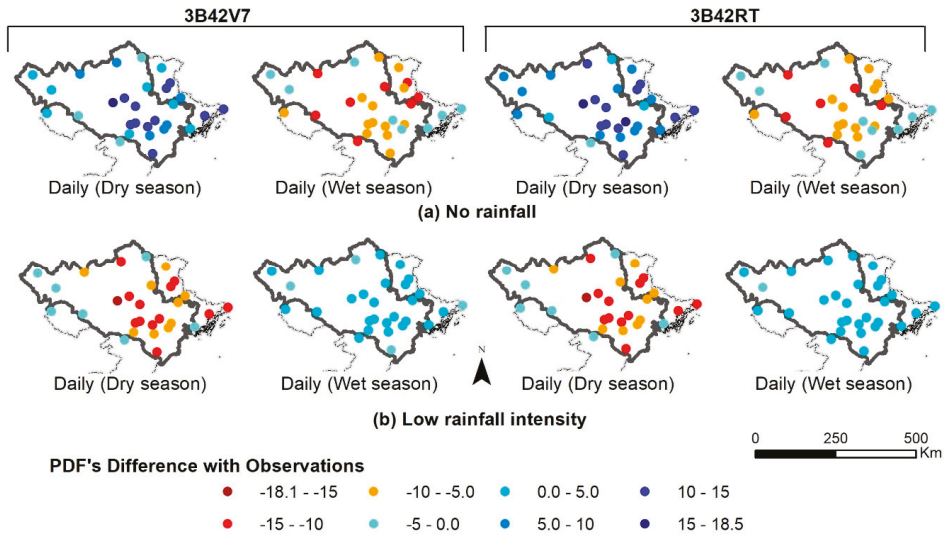 3B42V7 3B42RT
Daily (Dry season) Daily (Wet season) Daily (Dry season) Daily (Wet season)
(a) No rainfall
N
Daily (Dry season) Daily (Wet season) Daily (Dry season) Daily (Wet season)
(b) Low rainfall intensity
0 250 500
Km
PDF's Difference with Observations
-18.1 - -15 -10 - -5.0 0.0 - 5.0 10 - 15
-15 - -10 -5 - 0.0 5.0 - 10 15 - 18.5